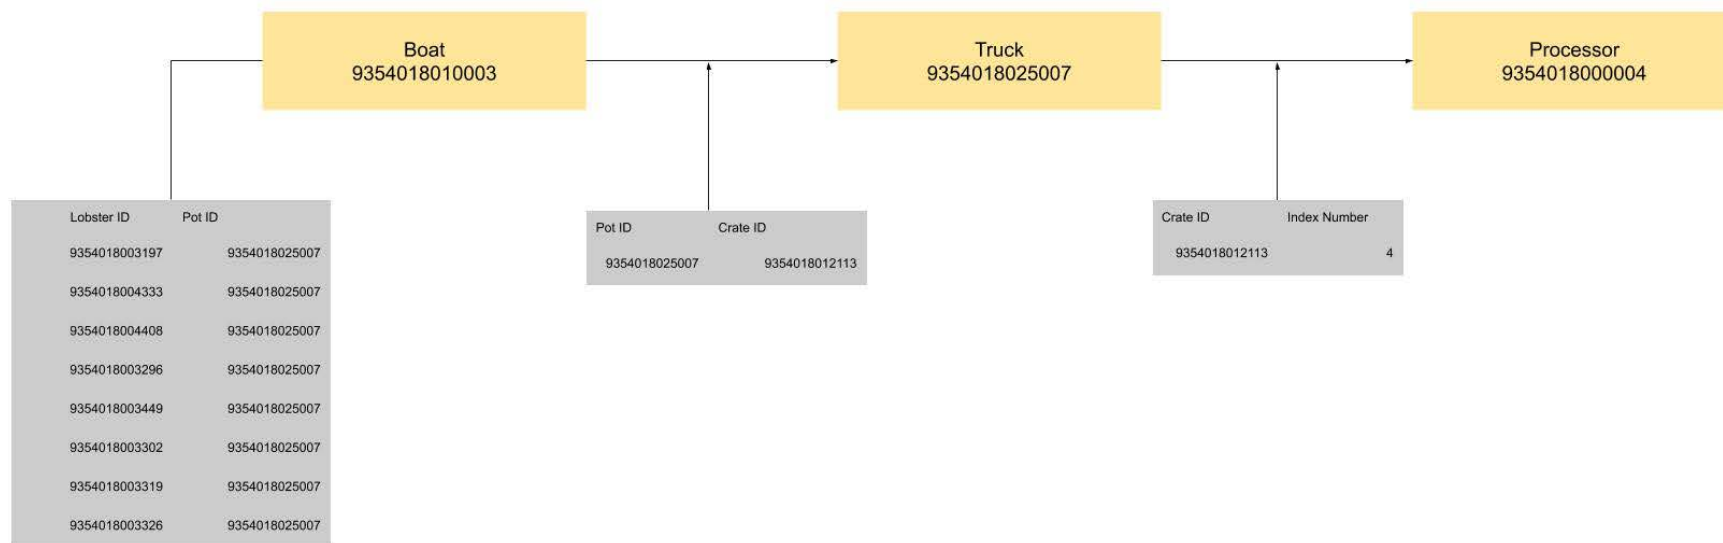 Boat
9354018010003
Truck
9354018025007
Processor
9354018000004
Lobster ID Pot ID
9354018003197 9354018025007
9354018004333 9354018025007
9354018004408 9354018025007
9354018003296 9354018025007
9354018003449 9354018025007
9354018003302 9354018025007
9354018003319 9354018025007
9354018003326 9354018025007
Pot ID Crate ID
9354018025007 9354018012113
Crate ID Index Number
9354018012113 4